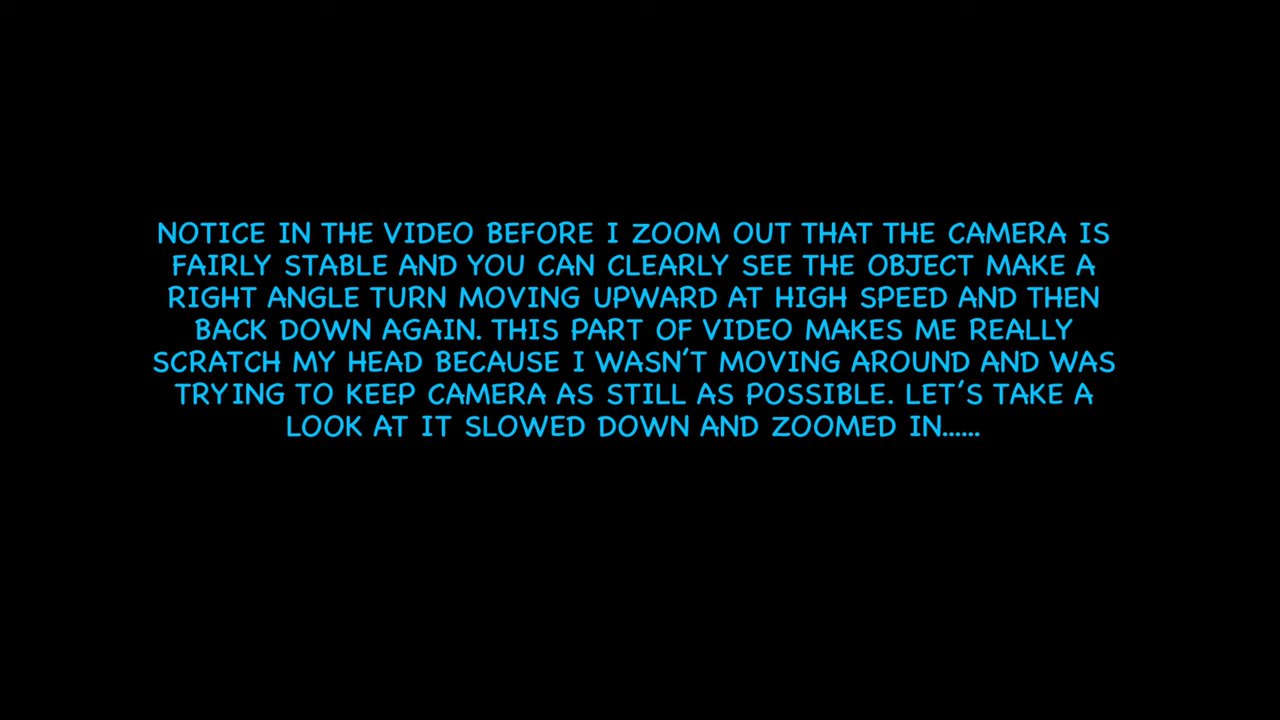 NOTICE IN THE VIDEO BEFORE I ZOOM OUT THAT THE CAMERA IS
FAIRLY STABLE AND YOU CAN CLEARLY SEE THE OBJECT MAKE A
RIGHT ANGLE TURN MOVING UPWARD AT HIGH SPEED AND THEN
BACK DOWN AGAIN. THIS PART OF VIDEO MAKES ME REALLY
SCRATCH MY HEAD BECAUSE I WASN'T MOVING AROUND AND WAS
TRYING TO KEEP CAMERA AS STILL AS POSSIBLE. LET'S TAKE A
LOOK AT IT SLOWED DOWN AND ZOOMED IN......